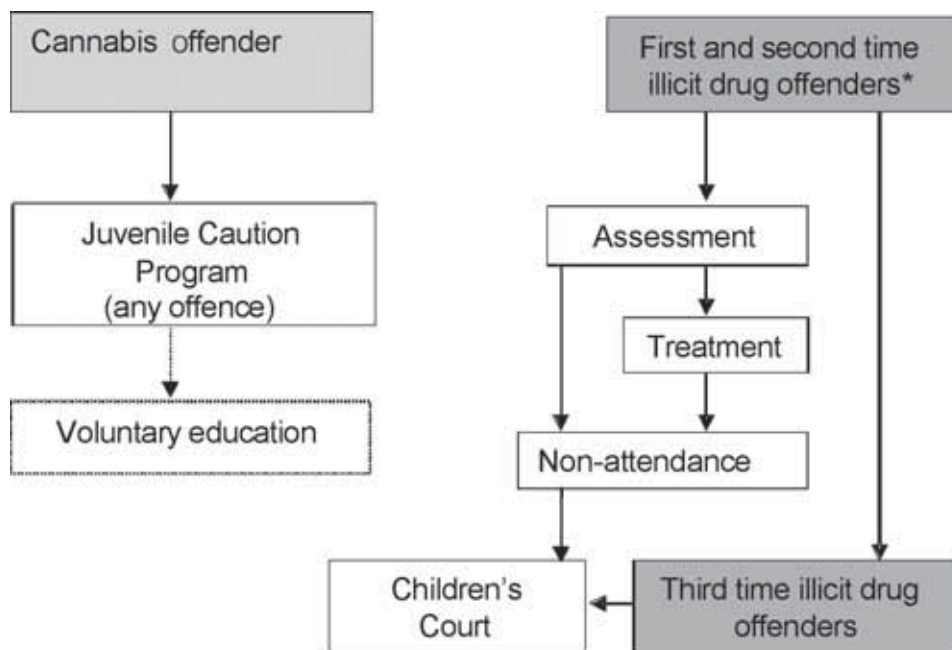 Cannabis offender
First and second time
illicit drug offenders*
Juvenile Caution
Program
(any offence)
Assessment
Treatment
Voluntary education
Non-attendance
Children's
Court
Third time illicit drug
offenders